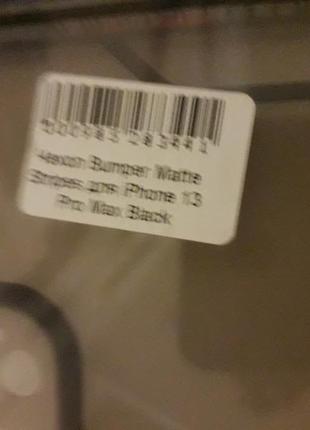 Чехол Bumper Matte
Stripes для iPhone 13
Pro Max Black